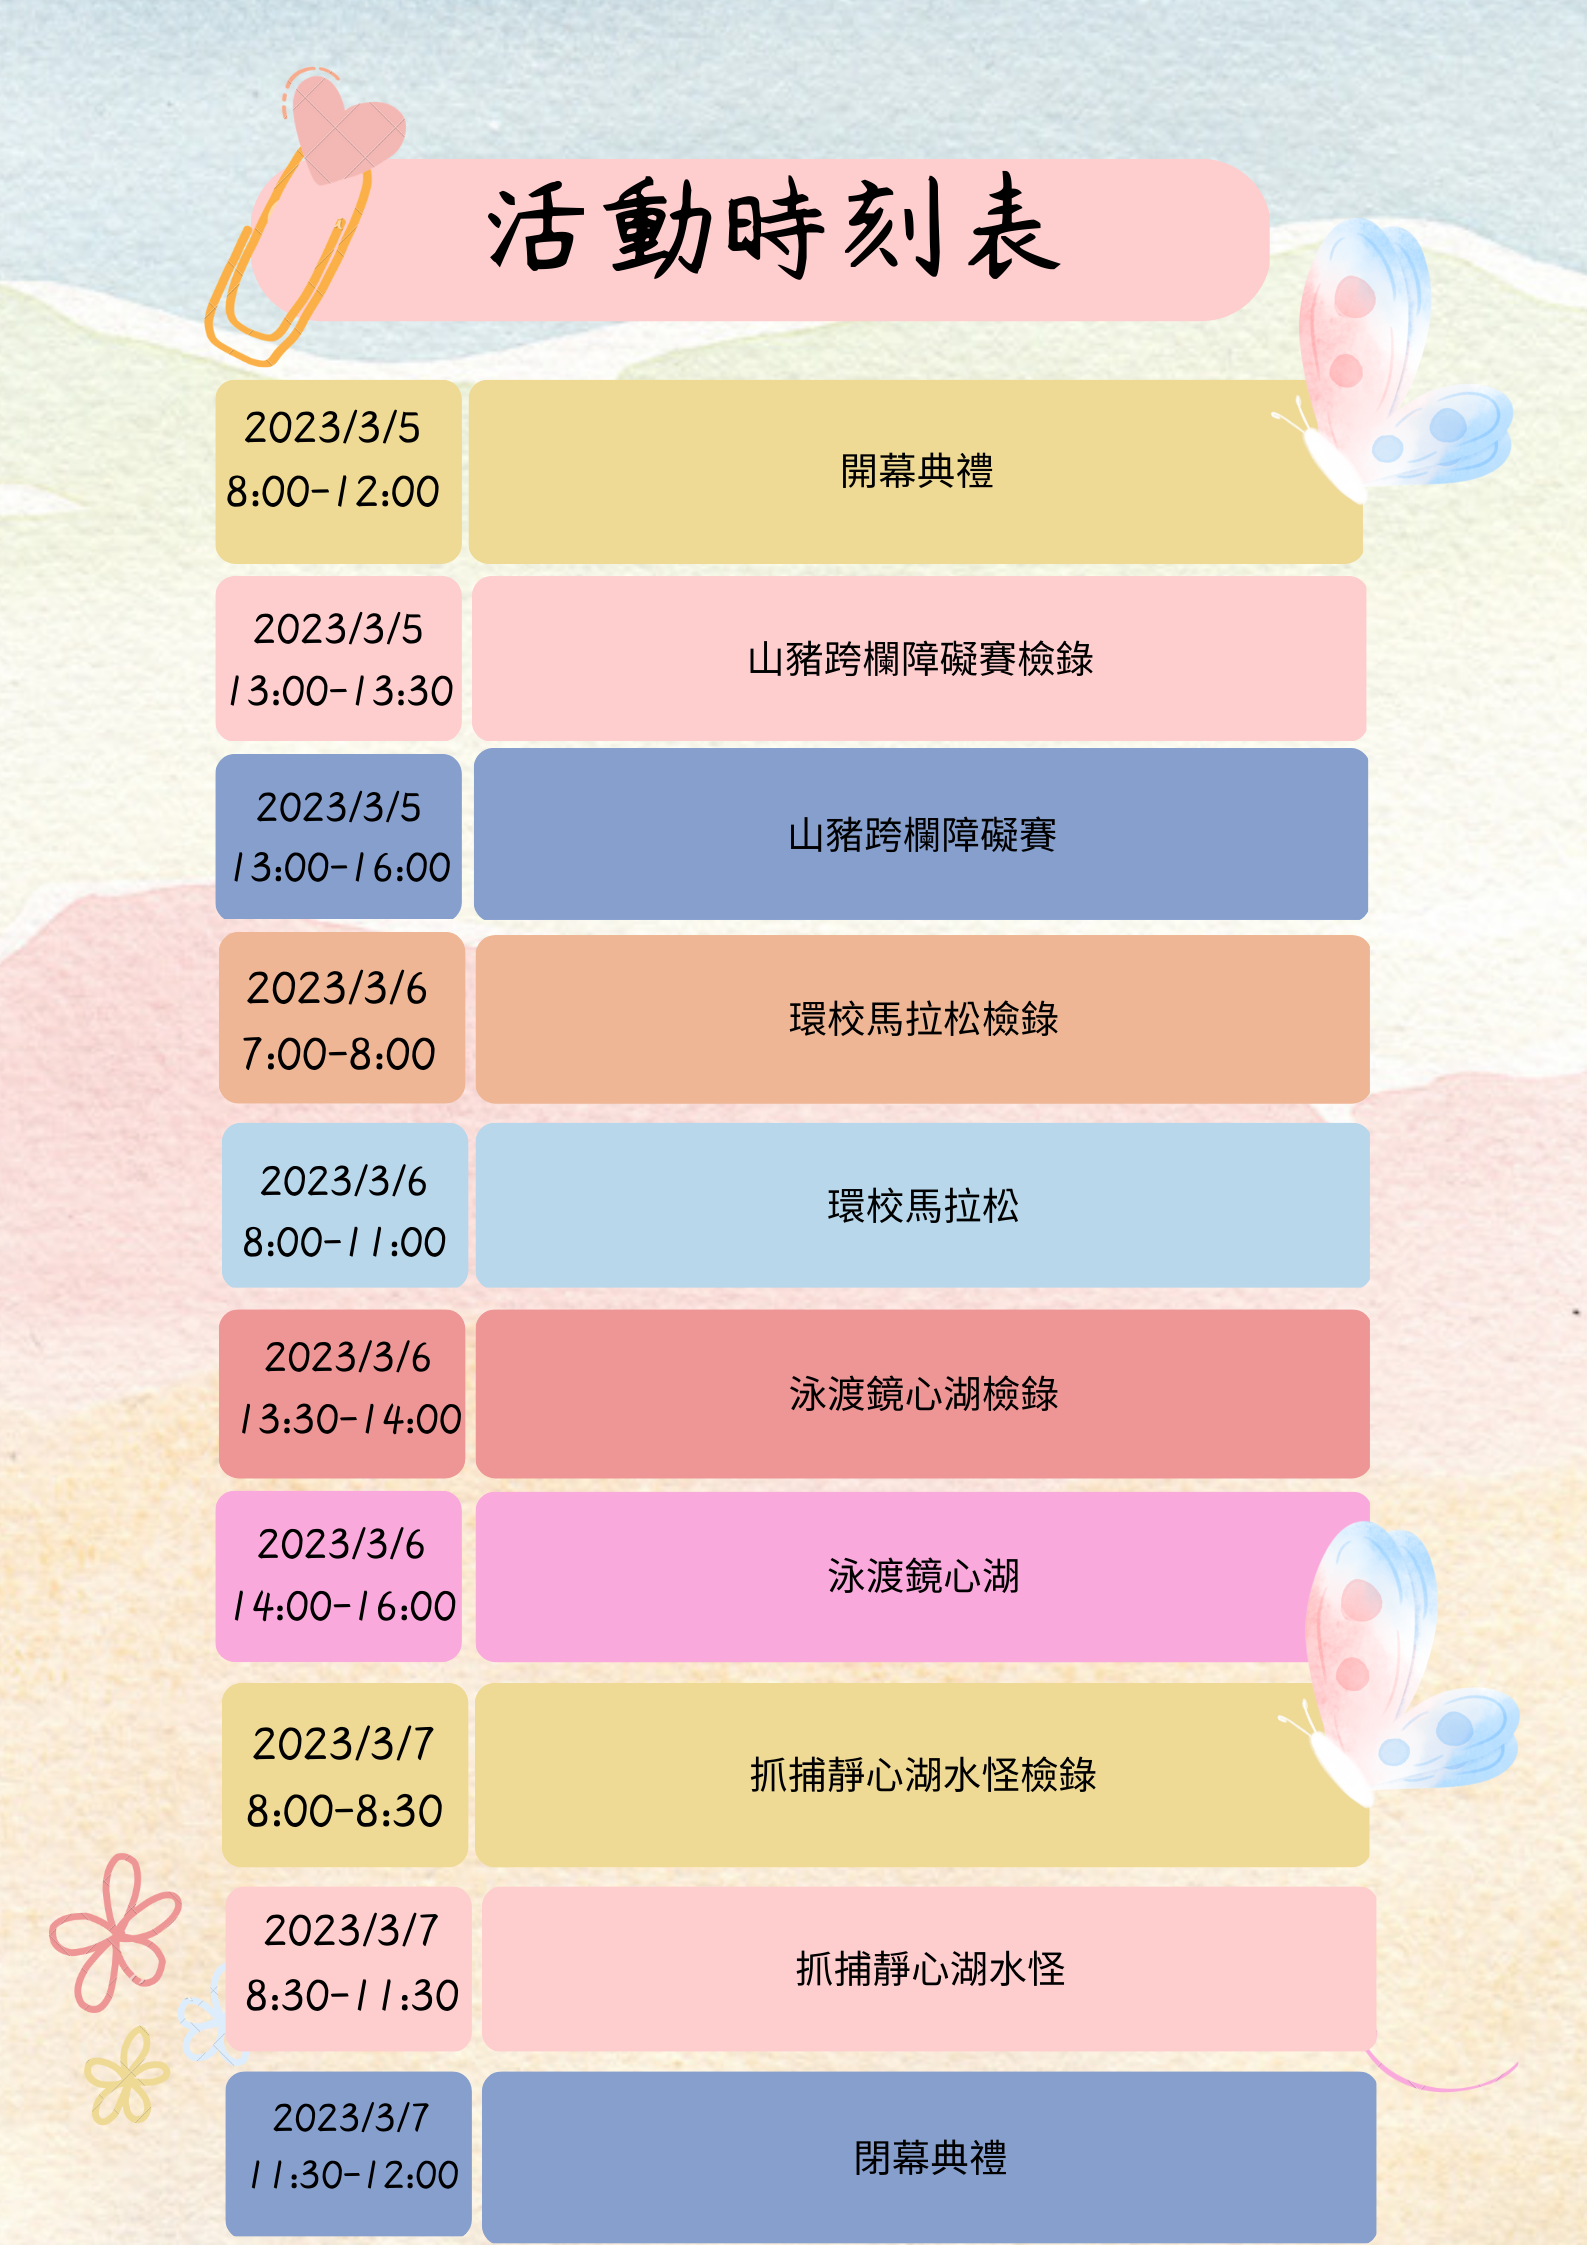 活動時刻表
2023/3/5
8:00-12:00
開幕典禮
2023/3/5
13:00-13:30
山豬跨欄障礙賽檢錄
2023/3/5
13:00-16:00
山豬跨欄障礙賽
2023/3/6
7:00-8:00
環校馬拉松檢錄
2023/3/6
8:00-11:00
環校馬拉松
2023/3/6
13:30-14:00
泳渡鏡心湖檢錄
2023/3/6
14:00-16:00
泳渡鏡心湖
2023/3/7
8:00-8:30
抓捕靜心湖水怪檢錄
2023/3/7
8:30-11:30
抓捕靜心湖水怪
2023/3/7
11:30-12:00
閉幕典禮